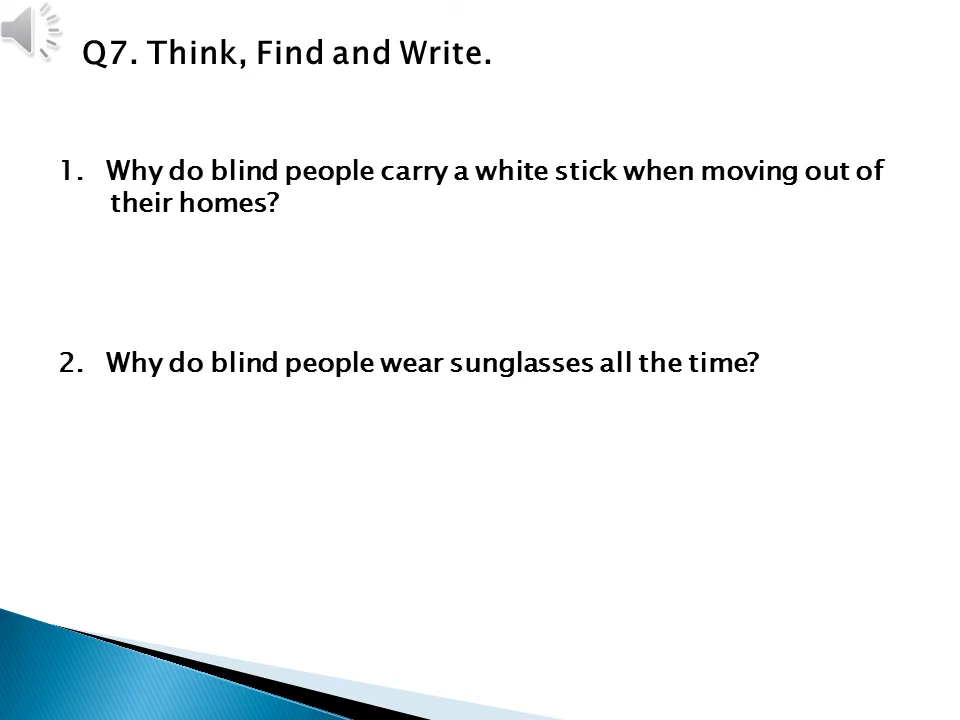 Q7. Think, Find and Write.
1. Why do blind people carry a white stick when moving out of
their homes?
2. Why do blind people wear sunglasses all the time?